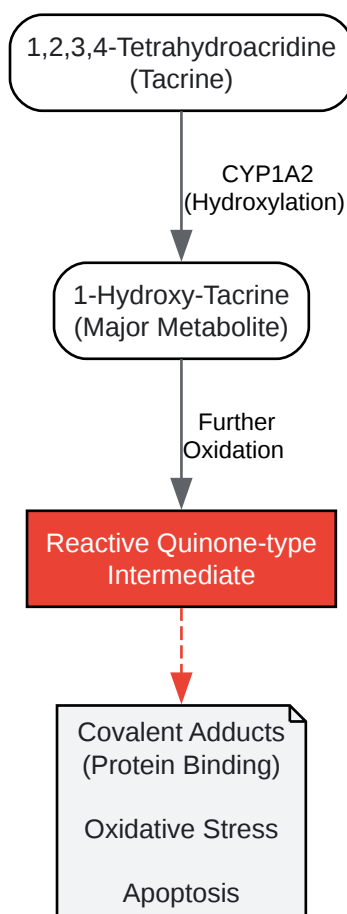 1,2,3,4-Tetrahydroacridine
(Tacrine)
CYP1A2
(Hydroxylation)
1-Hydroxy-Tacrine
(Major Metabolite)
Further
Oxidation
Reactive Quinone-type
Intermediate
Covalent Adducts
(Protein Binding)
Oxidative Stress
Apoptosis